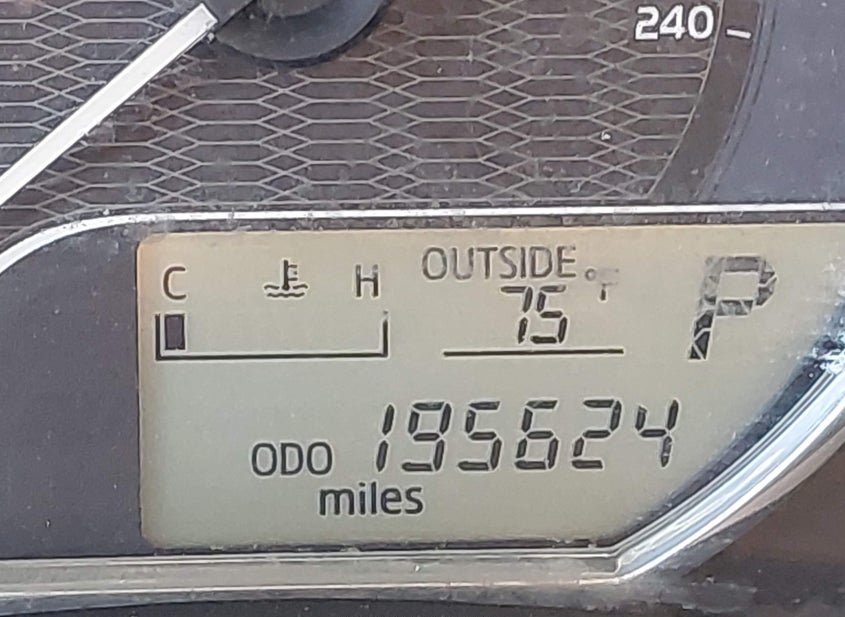 240
OUTSIDE
C H 75 °F P
ODO 195624
miles